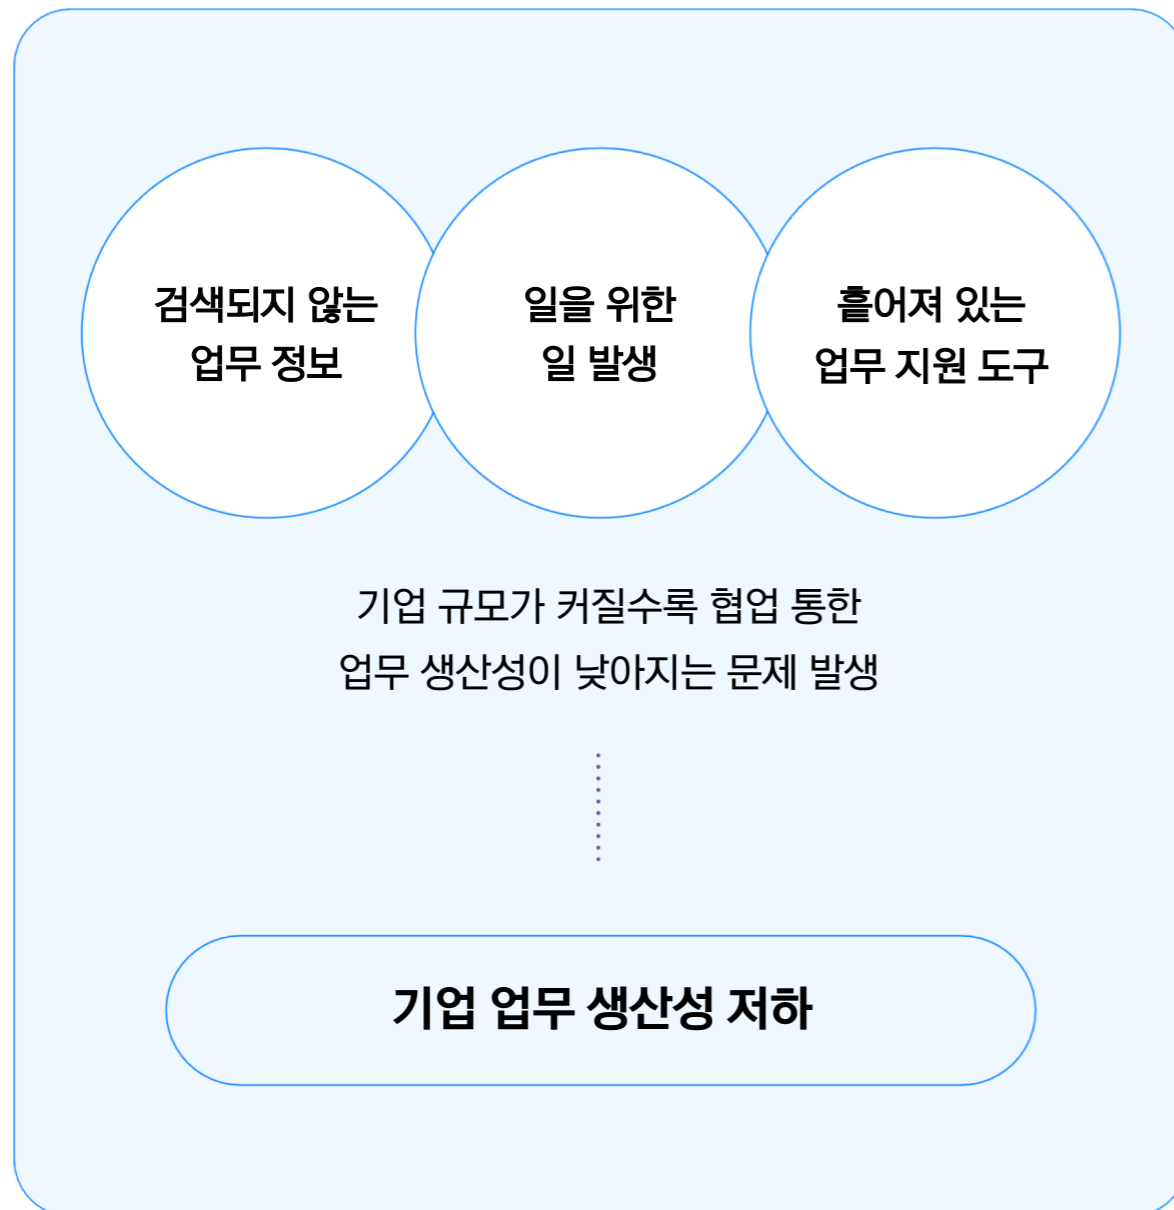 검색되지 않는
업무 정보
일을 위한
일 발생
흩어져 있는
업무 지원 도구
기업 규모가 커질수록 협업 통한
업무 생산성이 낮아지는 문제 발생
기업 업무 생산성 저하